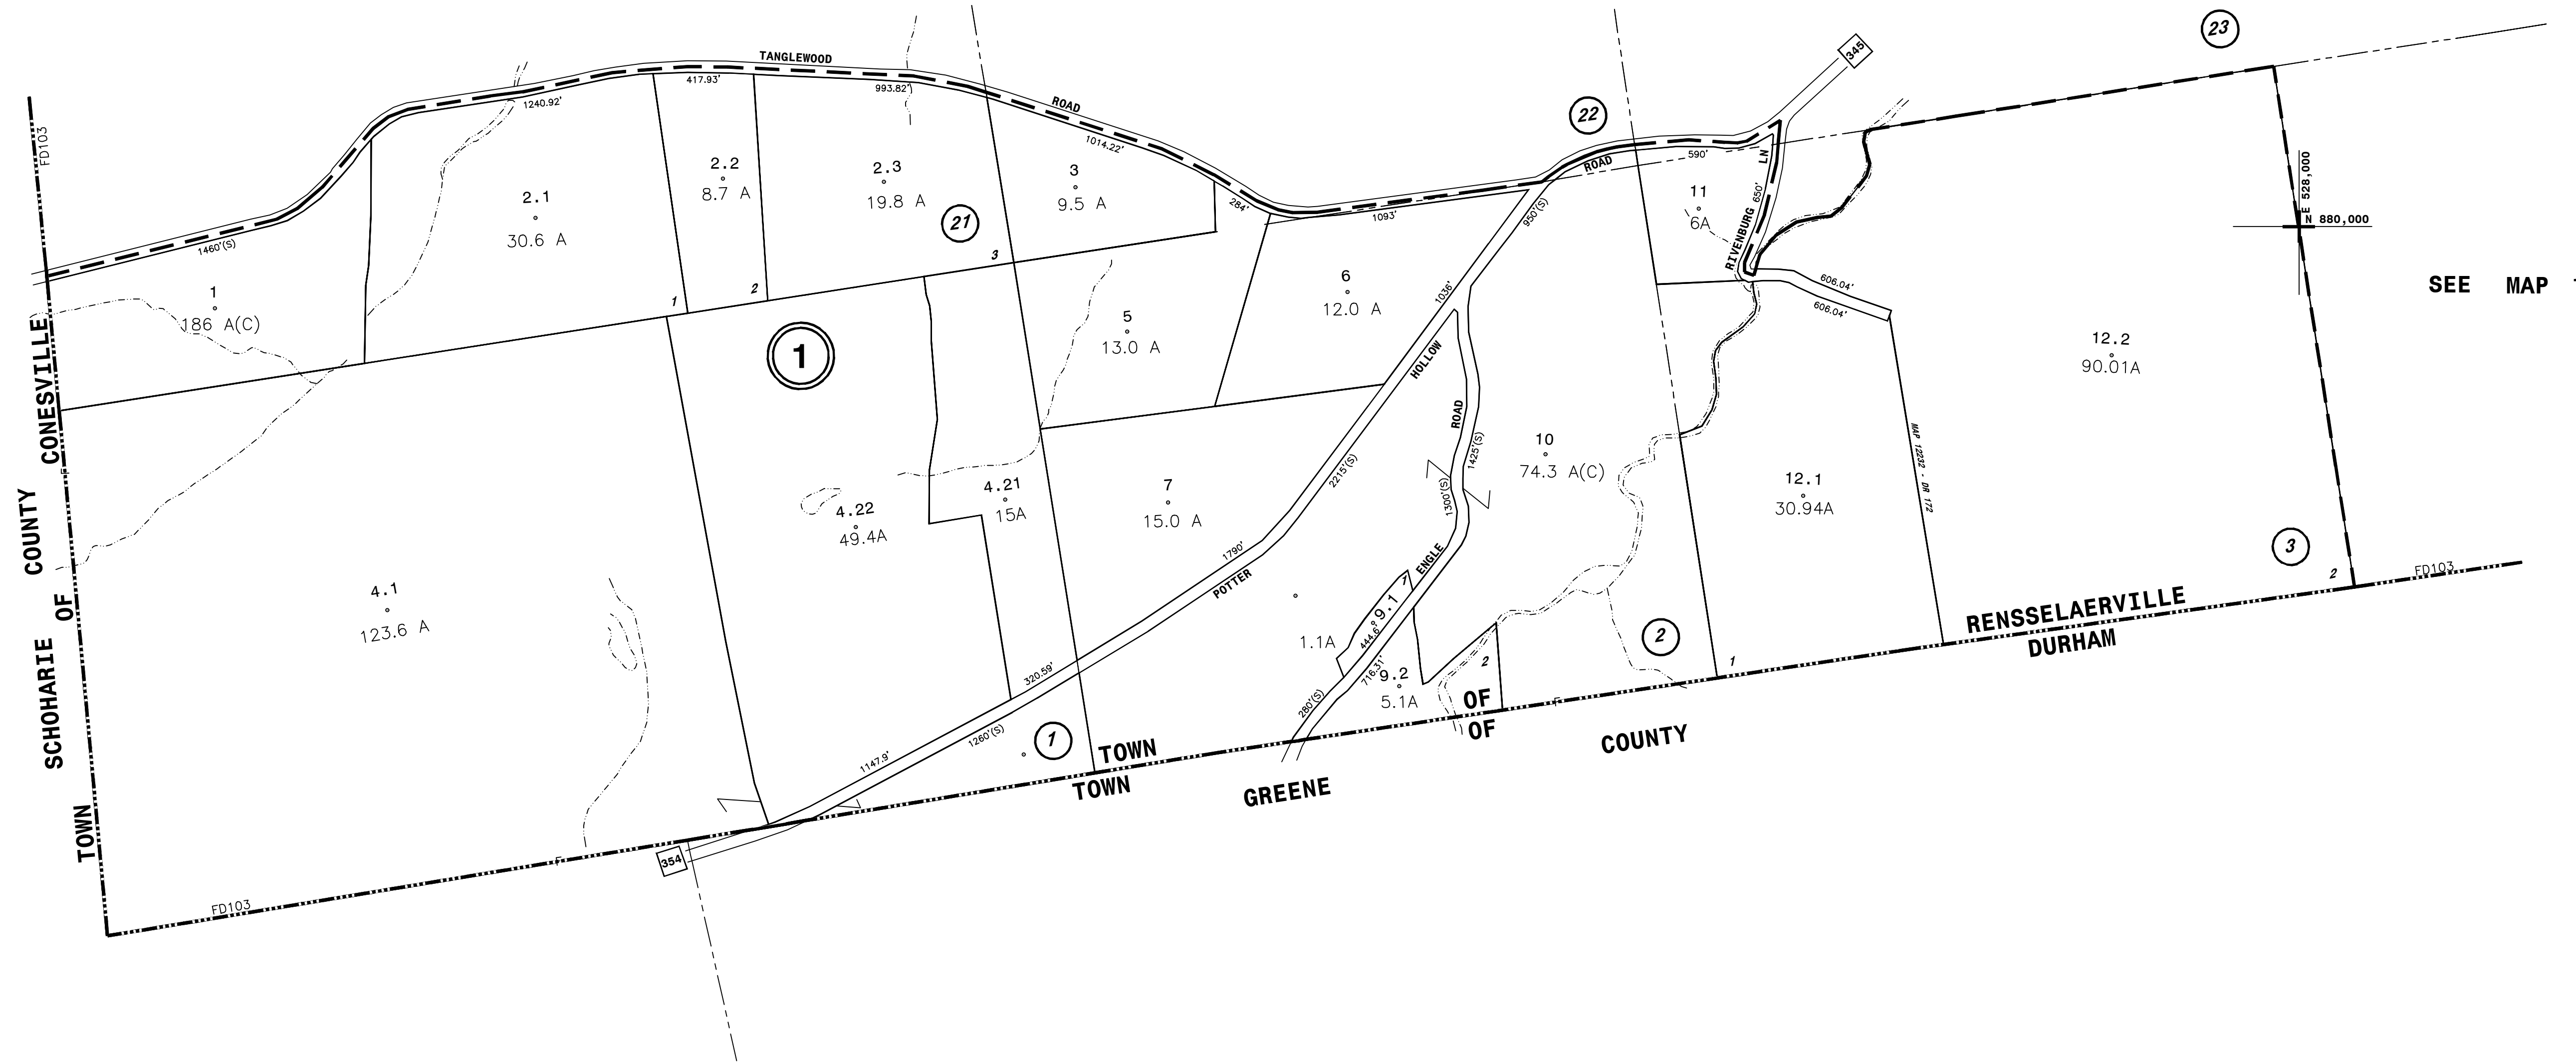 23
345
TANGLEWOOD
417.93'
993.82'
1240.92'
ROAD
1014.22'
22
590'
ROAD
LN
FD103
2.2
8.7 A
2.3
19.8 A
3
9.5 A
2.1
30.6 A
21
284'
1093'
950'(S)
11
6A
RIVENBURG
650'
E 528,000
N 880,000
1460'(S)
1
186 A(C)
1
2
3
6
12.0 A
1036'
606.04'
606.04'
SEE MAP
5
13.0 A
1
HOLLOW
12.2
90.01A
ROAD
10
74.3 A(C)
MAP 12232 - DR 172
1425'(S)
1300'(S)
2215'(S)
7
15.0 A
4.21
15A
4.22
49.4A
12.1
30.94A
1790'
POTTER
ENGLE
1
9.1
444.6'
1.1A
4.1
123.6 A
3
2
FD103
2
1
RENSSELAERVILLE
DURHAM
320.59'
716.31'
9.2
5.1A
2
280'(S)
OF
OF
COUNTY
F
1147.9'
1260'(S)
1
TOWN
TOWN
GREENE
354
F
FD103
SCHOHARIE COUNTY
TOWN OF CONESVILLE